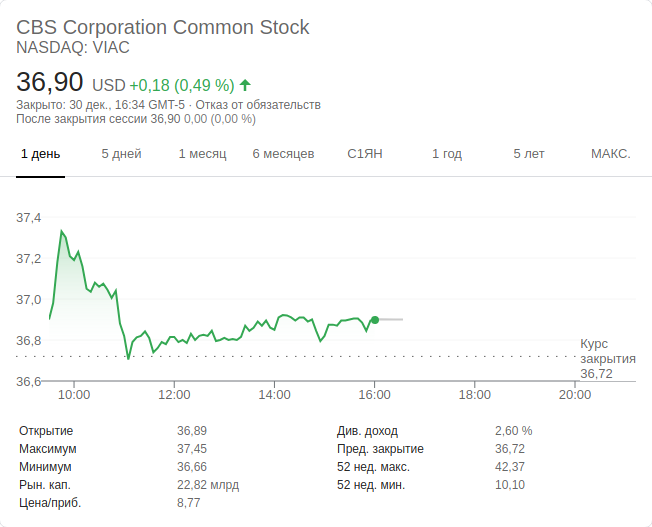 CBS Corporation Common Stock
NASDAQ: VIAC
36,90 USD +0,18 (0,49 %)
Закрыто: 30 дек., 16:34 GMT-5 · Отказ от обязательств
После закрытия сессии 36,90 0,00 (0,00 %)
1 день 5 дней 1 месяц 6 месяцев С1ЯН 1 год 5 лет МАКС.
37,4
37,2
37,0
36,8
Курс
закрытия
36,72
36,6
10:00 12:00 14:00 16:00 18:00 20:00
Открытие 36,89 Див. доход 2,60 %
Максимум 37,45 Пред. закрытие 36,72
Минимум 36,66 52 нед. макс. 42,37
Рын. кап. 22,82 млрд 52 нед. мин. 10,10
Цена/приб. 8,77